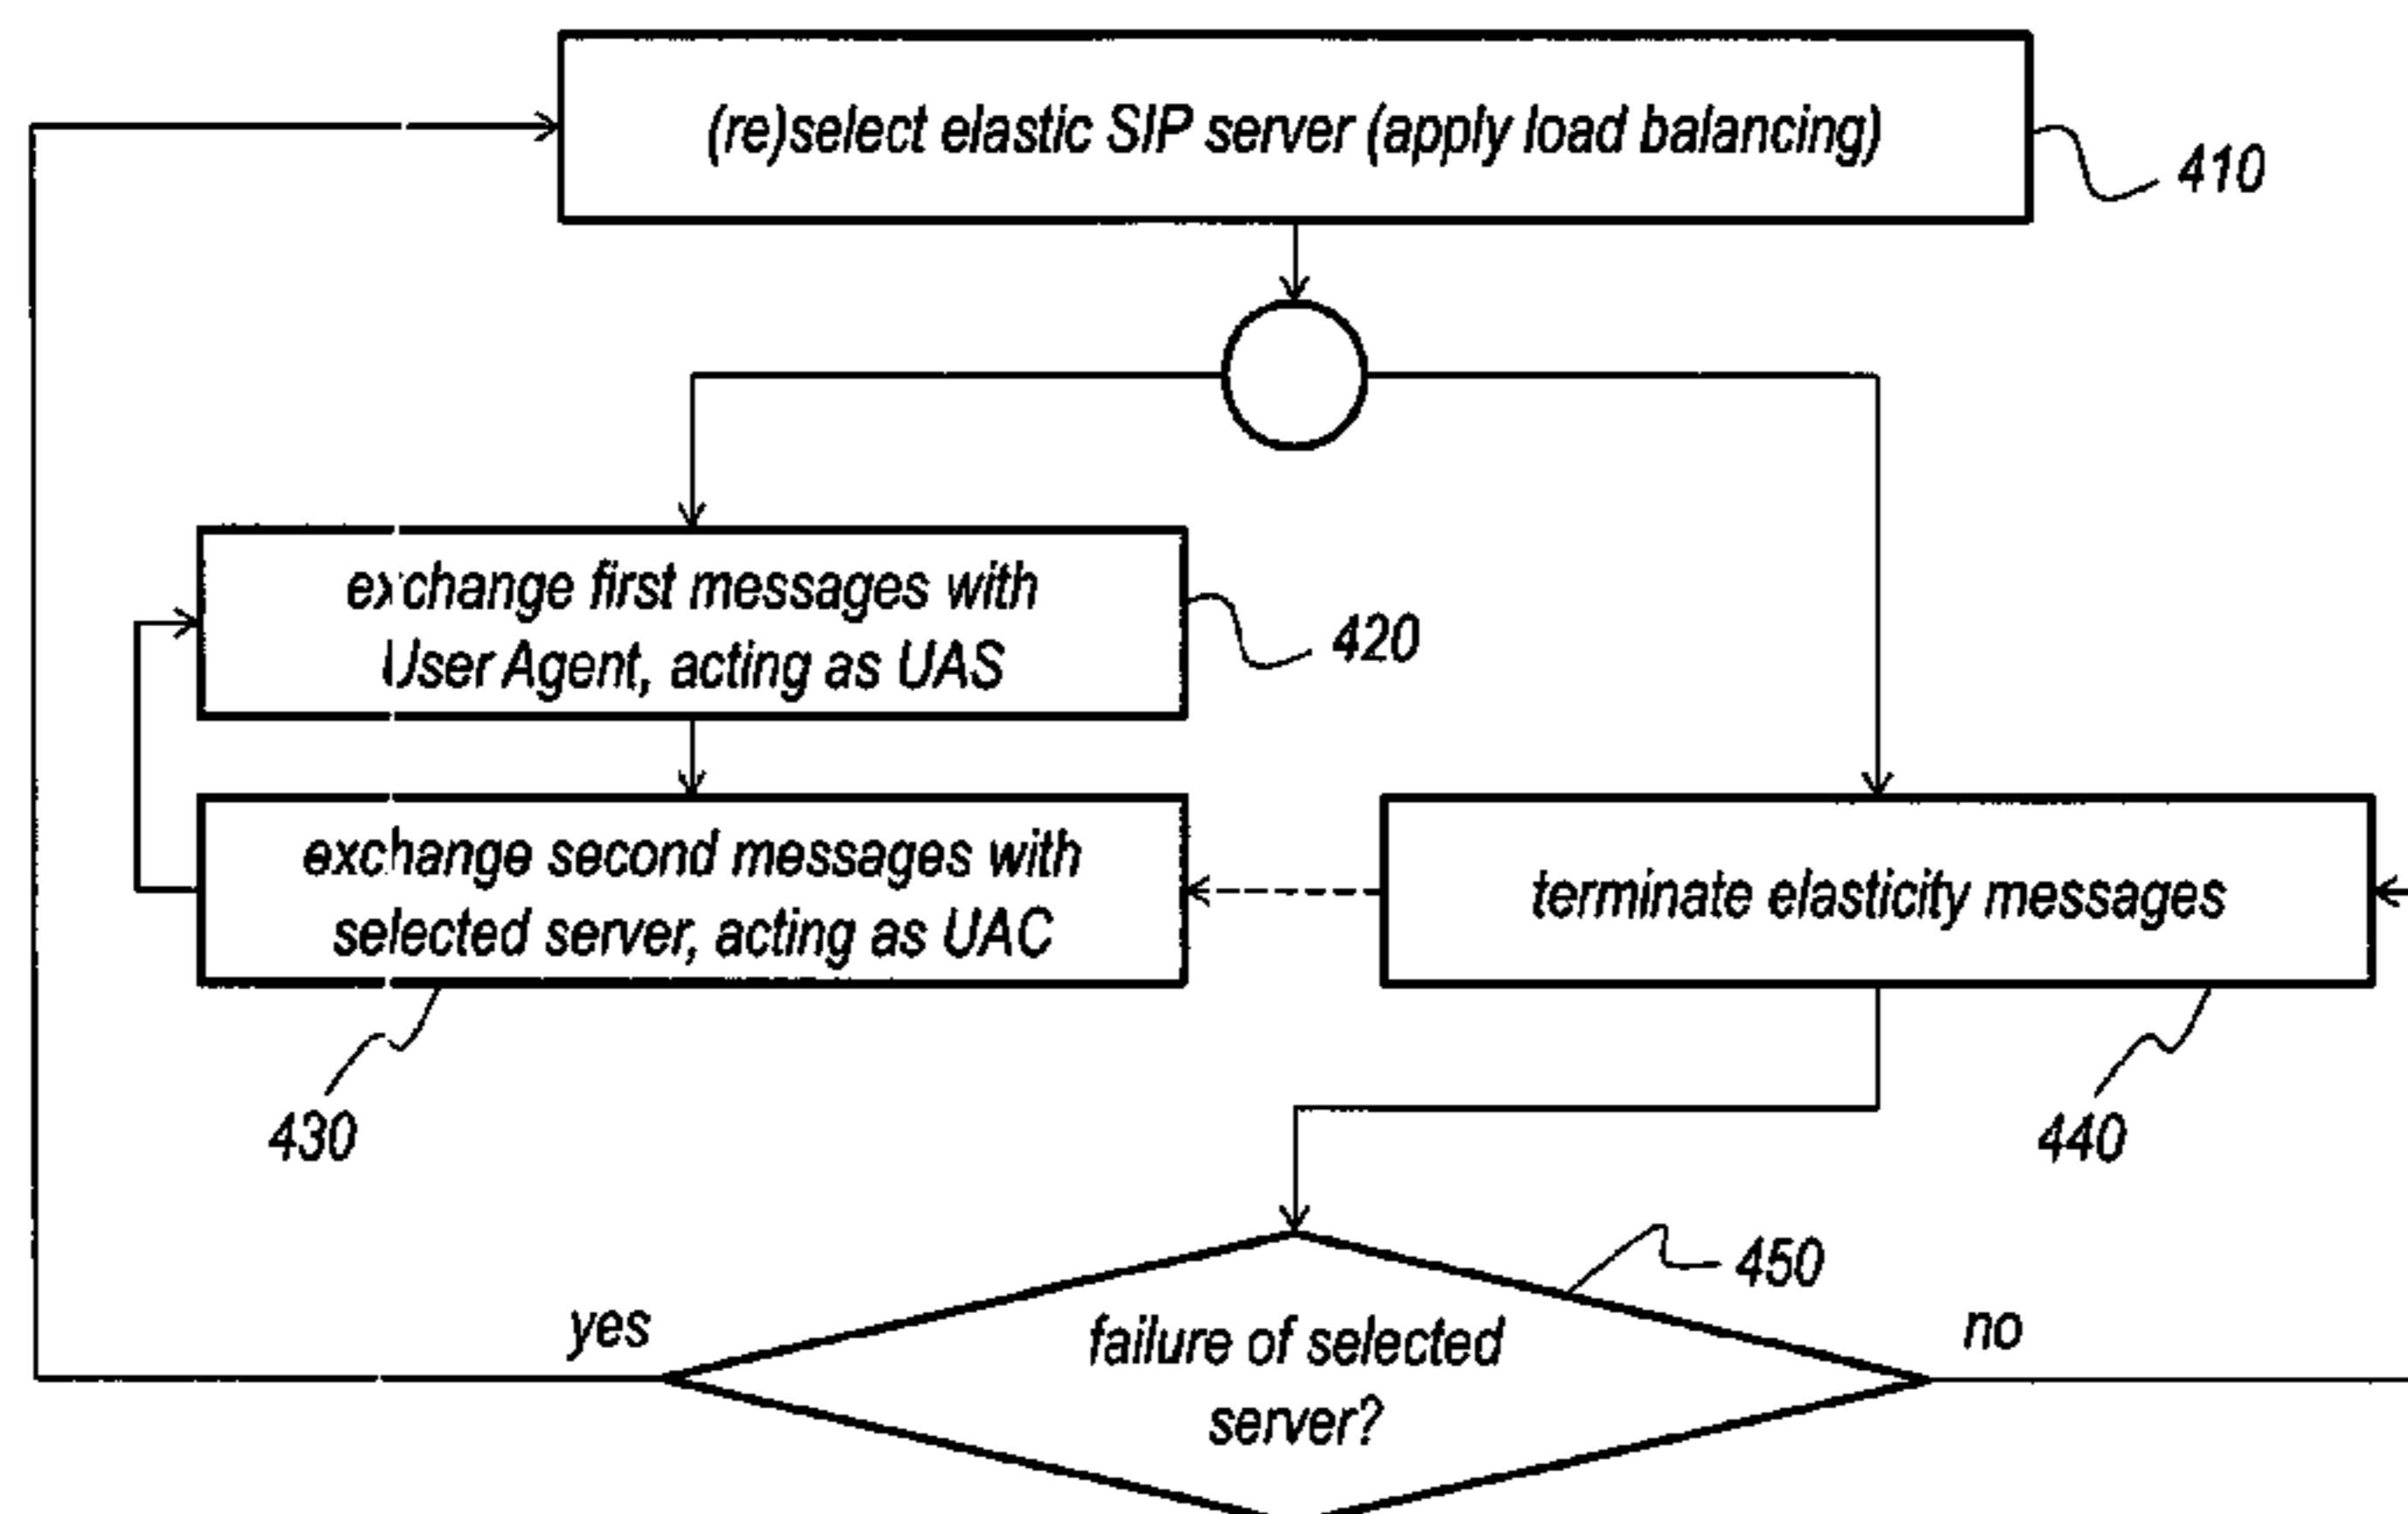 (re)select elastic SIP server (apply load balancing)
410
exchange first messages with
User Agent, acting as UAS
420
exchange second messages with
selected server, acting as UAC
terminate elasticity messages
430
440
450
yes
failure of selected
server?
no